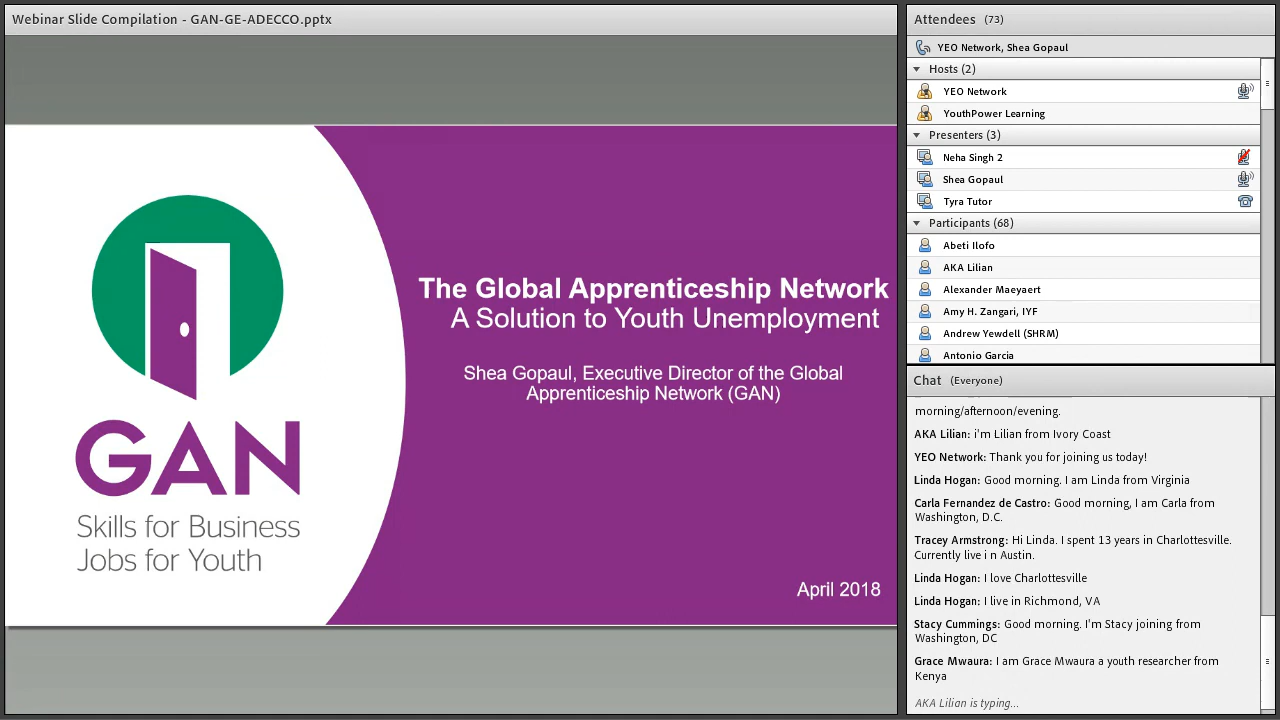 Webinar Slide Compilation - GAN-GE-ADECCO.pptx
The Global Apprenticeship Network
A Solution to Youth Unemployment
Shea Gopaul, Executive Director of the Global
Apprenticeship Network (GAN)
GAN
Skills for Business
Jobs for Youth
April 2018
Attendees (73)
YEO Network, Shea Gopaul
Hosts (2)
YEO Network
YouthPower Learning
Presenters (3)
Neha Singh 2
Shea Gopaul
Tyra Tutor
Participants (68)
Abeti Ilofo
AKA Lilian
Alexander Maeyaert
Amy H. Zangari, IYF
Andrew Yewdell (SHRM)
Antonio Garcia
Chat (Everyone)
morning/afternoon/evening.
AKA Lilian: i'm Lilian from Ivory Coast
YEO Network: Thank you for joining us today!
Linda Hogan: Good morning. I am Linda from Virginia
Carla Fernandez de Castro: Good morning, I am Carla from
Washington, D.C.
Tracey Armstrong: Hi Linda. I spent 13 years in Charlottesville.
Currently live i n Austin.
Linda Hogan: I love Charlottesville
Linda Hogan: I live in Richmond, VA
Stacy Cummings: Good morning. I'm Stacy joining from
Washington, DC
Grace Mwaura: I am Grace Mwaura a youth researcher from
Kenya
AKA Lilian is typing...